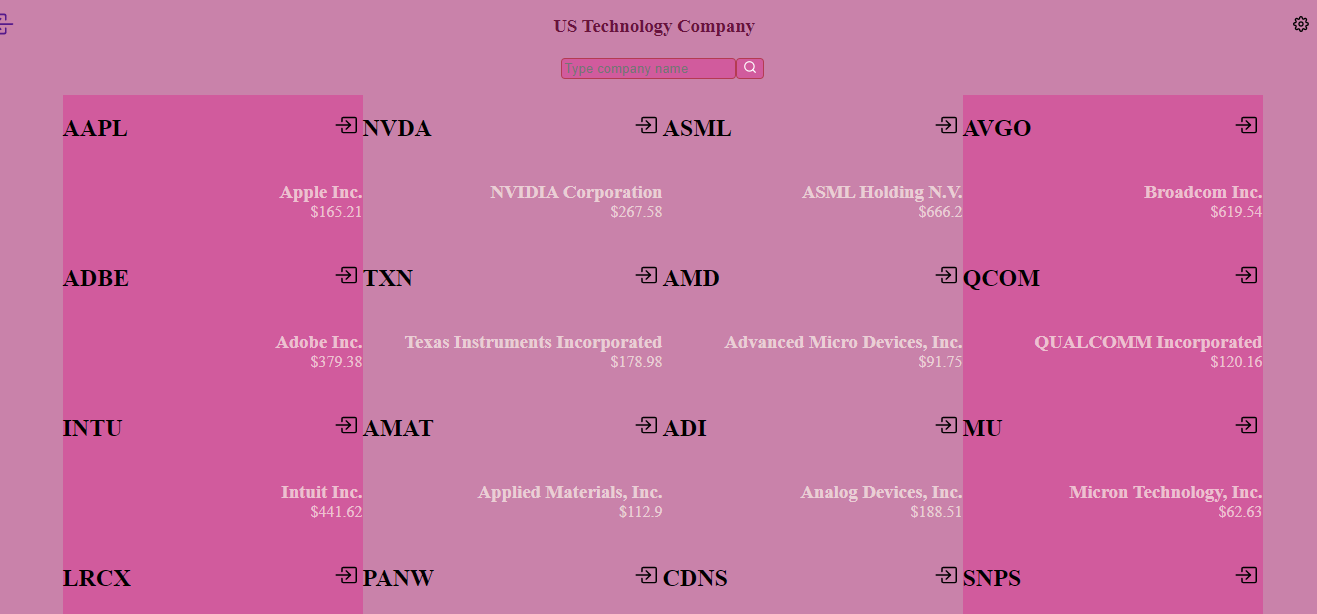 US Technology Company
Type company name
AAPL NVDA ASML AVGO
Apple Inc. NVIDIA Corporation ASML Holding N.V. Broadcom Inc.
$165.21 $267.58 $666.2 $619.54
ADBE TXN AMD QCOM
Adobe Inc. Texas Instruments Incorporated Advanced Micro Devices, Inc. QUALCOMM Incorporated
$379.38 $178.98 $91.75 $120.16
INTU AMAT ADI MU
Intuit Inc. Applied Materials, Inc. Analog Devices, Inc. Micron Technology, Inc.
$441.62 $112.9 $188.51 $62.63
LRCX PANW CDNS SNPS